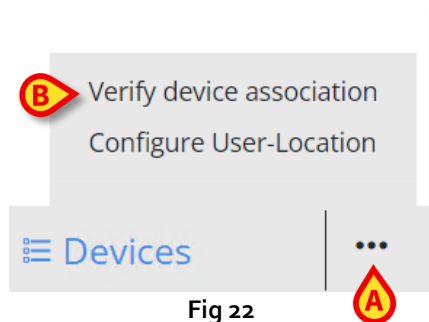 B Verify device association
Configure User-Location
Devices •••
Fig 22 A